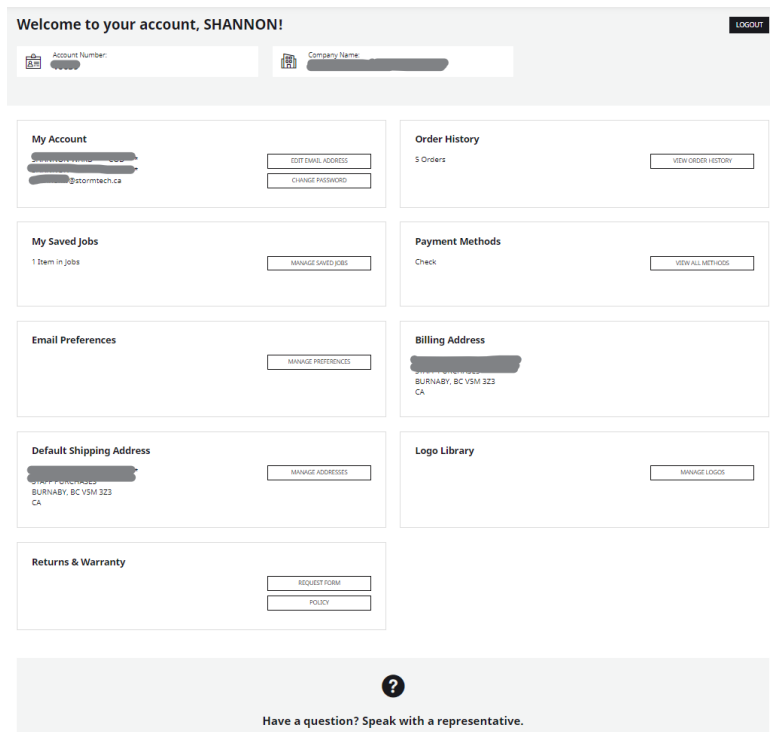 Welcome to your account, SHANNON!
LOGOUT
Account Number:
Company Name:
My Account
EDIT EMAIL ADDRESS
CHANGE PASSWORD
@stormtech.ca
Order History
5 Orders
VIEW ORDER HISTORY
My Saved Jobs
1 Item in Jobs
MANAGE SAVED JOBS
Payment Methods
Check
VIEW ALL METHODS
Email Preferences
MANAGE PREFERENCES
Billing Address
BURNABY, BC V5M 3Z3
CA
Default Shipping Address
MANAGE ADDRESSES
BURNABY, BC V5M 3Z3
CA
Logo Library
MANAGE LOGOS
Returns & Warranty
REQUEST FORM
POLICY
?
Have a question? Speak with a representative.